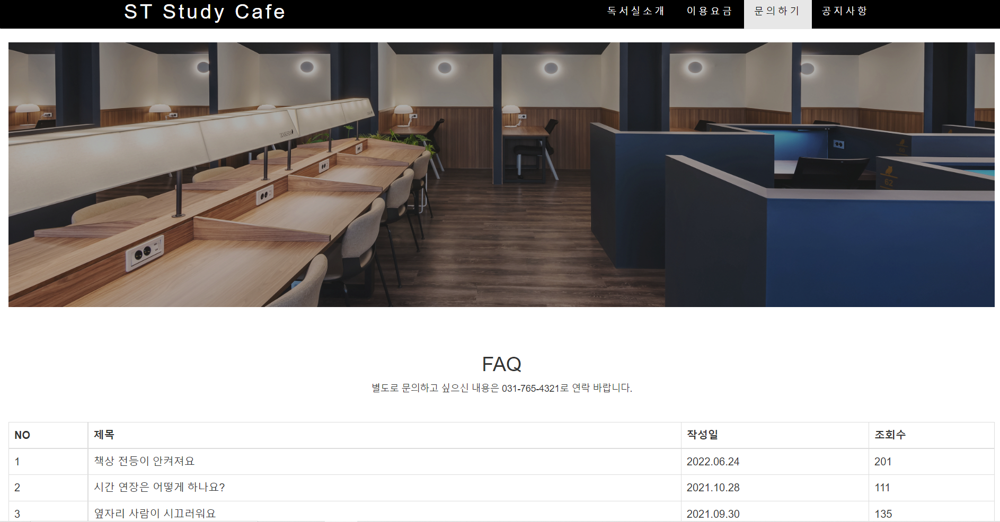 ST Study Cafe 독서실소개 이용요금 문의하기 공지사항
62
FAQ
별도로 문의하고 싶으신 내용은 031-765-4321로 연락 바랍니다.
NO 제목 작성일 조회수
1 책상 전등이 안켜져요 2022.06.24 201
2 시간 연장은 어떻게 하나요? 2021.10.28 111
3 옆자리 사람이 시끄러워요 2021.09.30 135